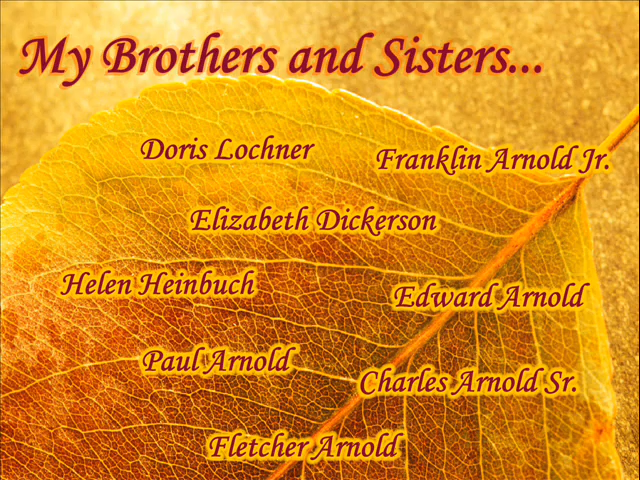 My Brothers and Sisters...
Doris Lochner
Franklin Arnold Jr.
Elizabeth Dickerson
Helen Heinbuch
Edward Arnold
Paul Arnold
Charles Arnold Sr.
Fletcher Arnold